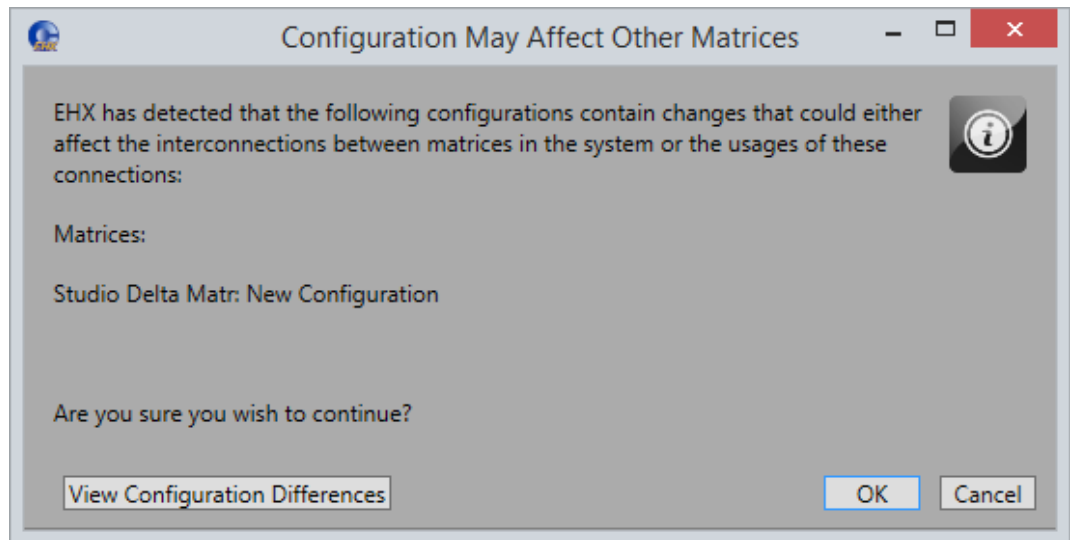 Configuration May Affect Other Matrices
EHX has detected that the following configurations contain changes that could either
affect the interconnections between matrices in the system or the usages of these
connections:
Matrices:
Studio Delta Matr: New Configuration
Are you sure you wish to continue?
View Configuration Differences
OK
Cancel